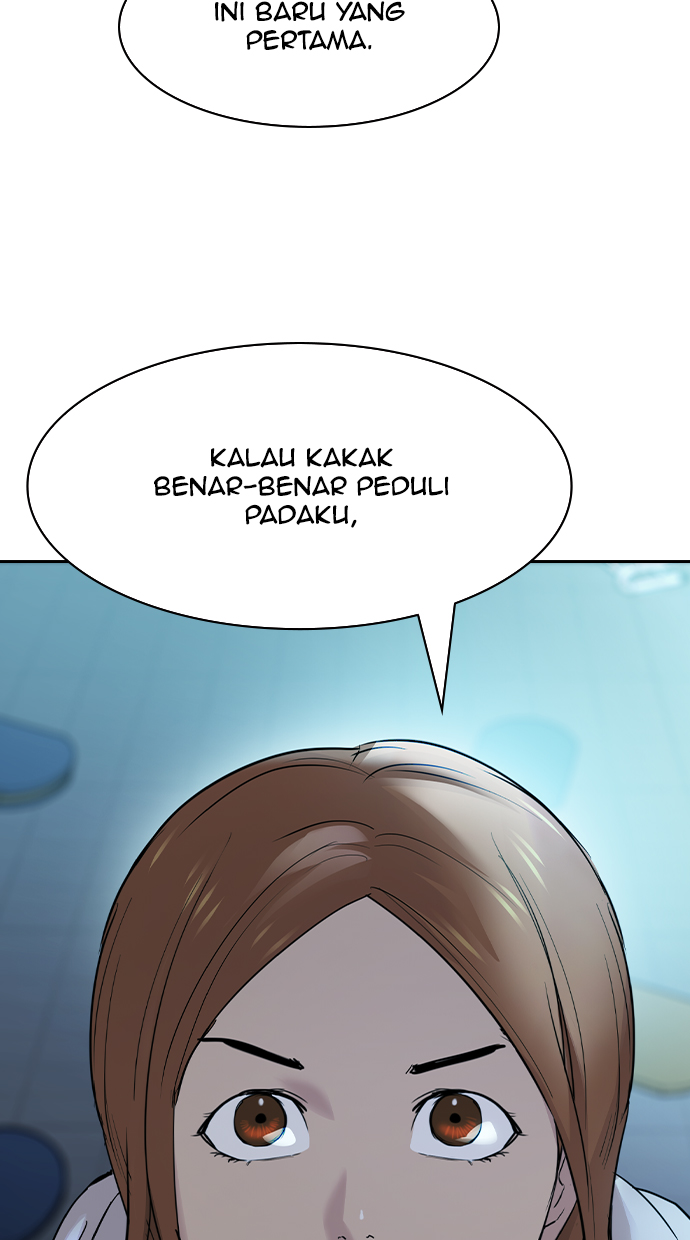 INI BARU YANG
PERTAMA.
KALAU KAKAK
BENAR-BENAR PEDULI
PADAKU,